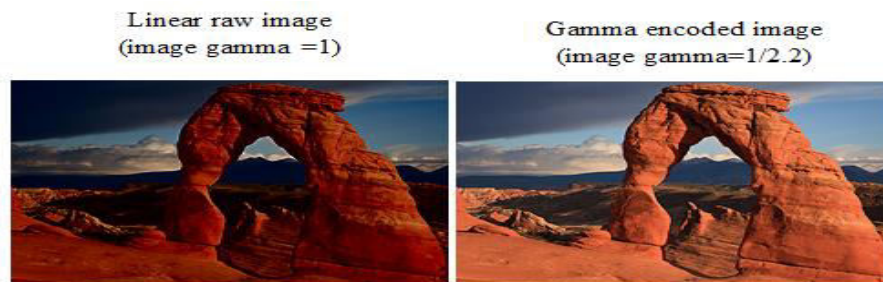 Linear raw image
(image gamma =1)
Gamma encoded image
(image gamma=1/2.2)